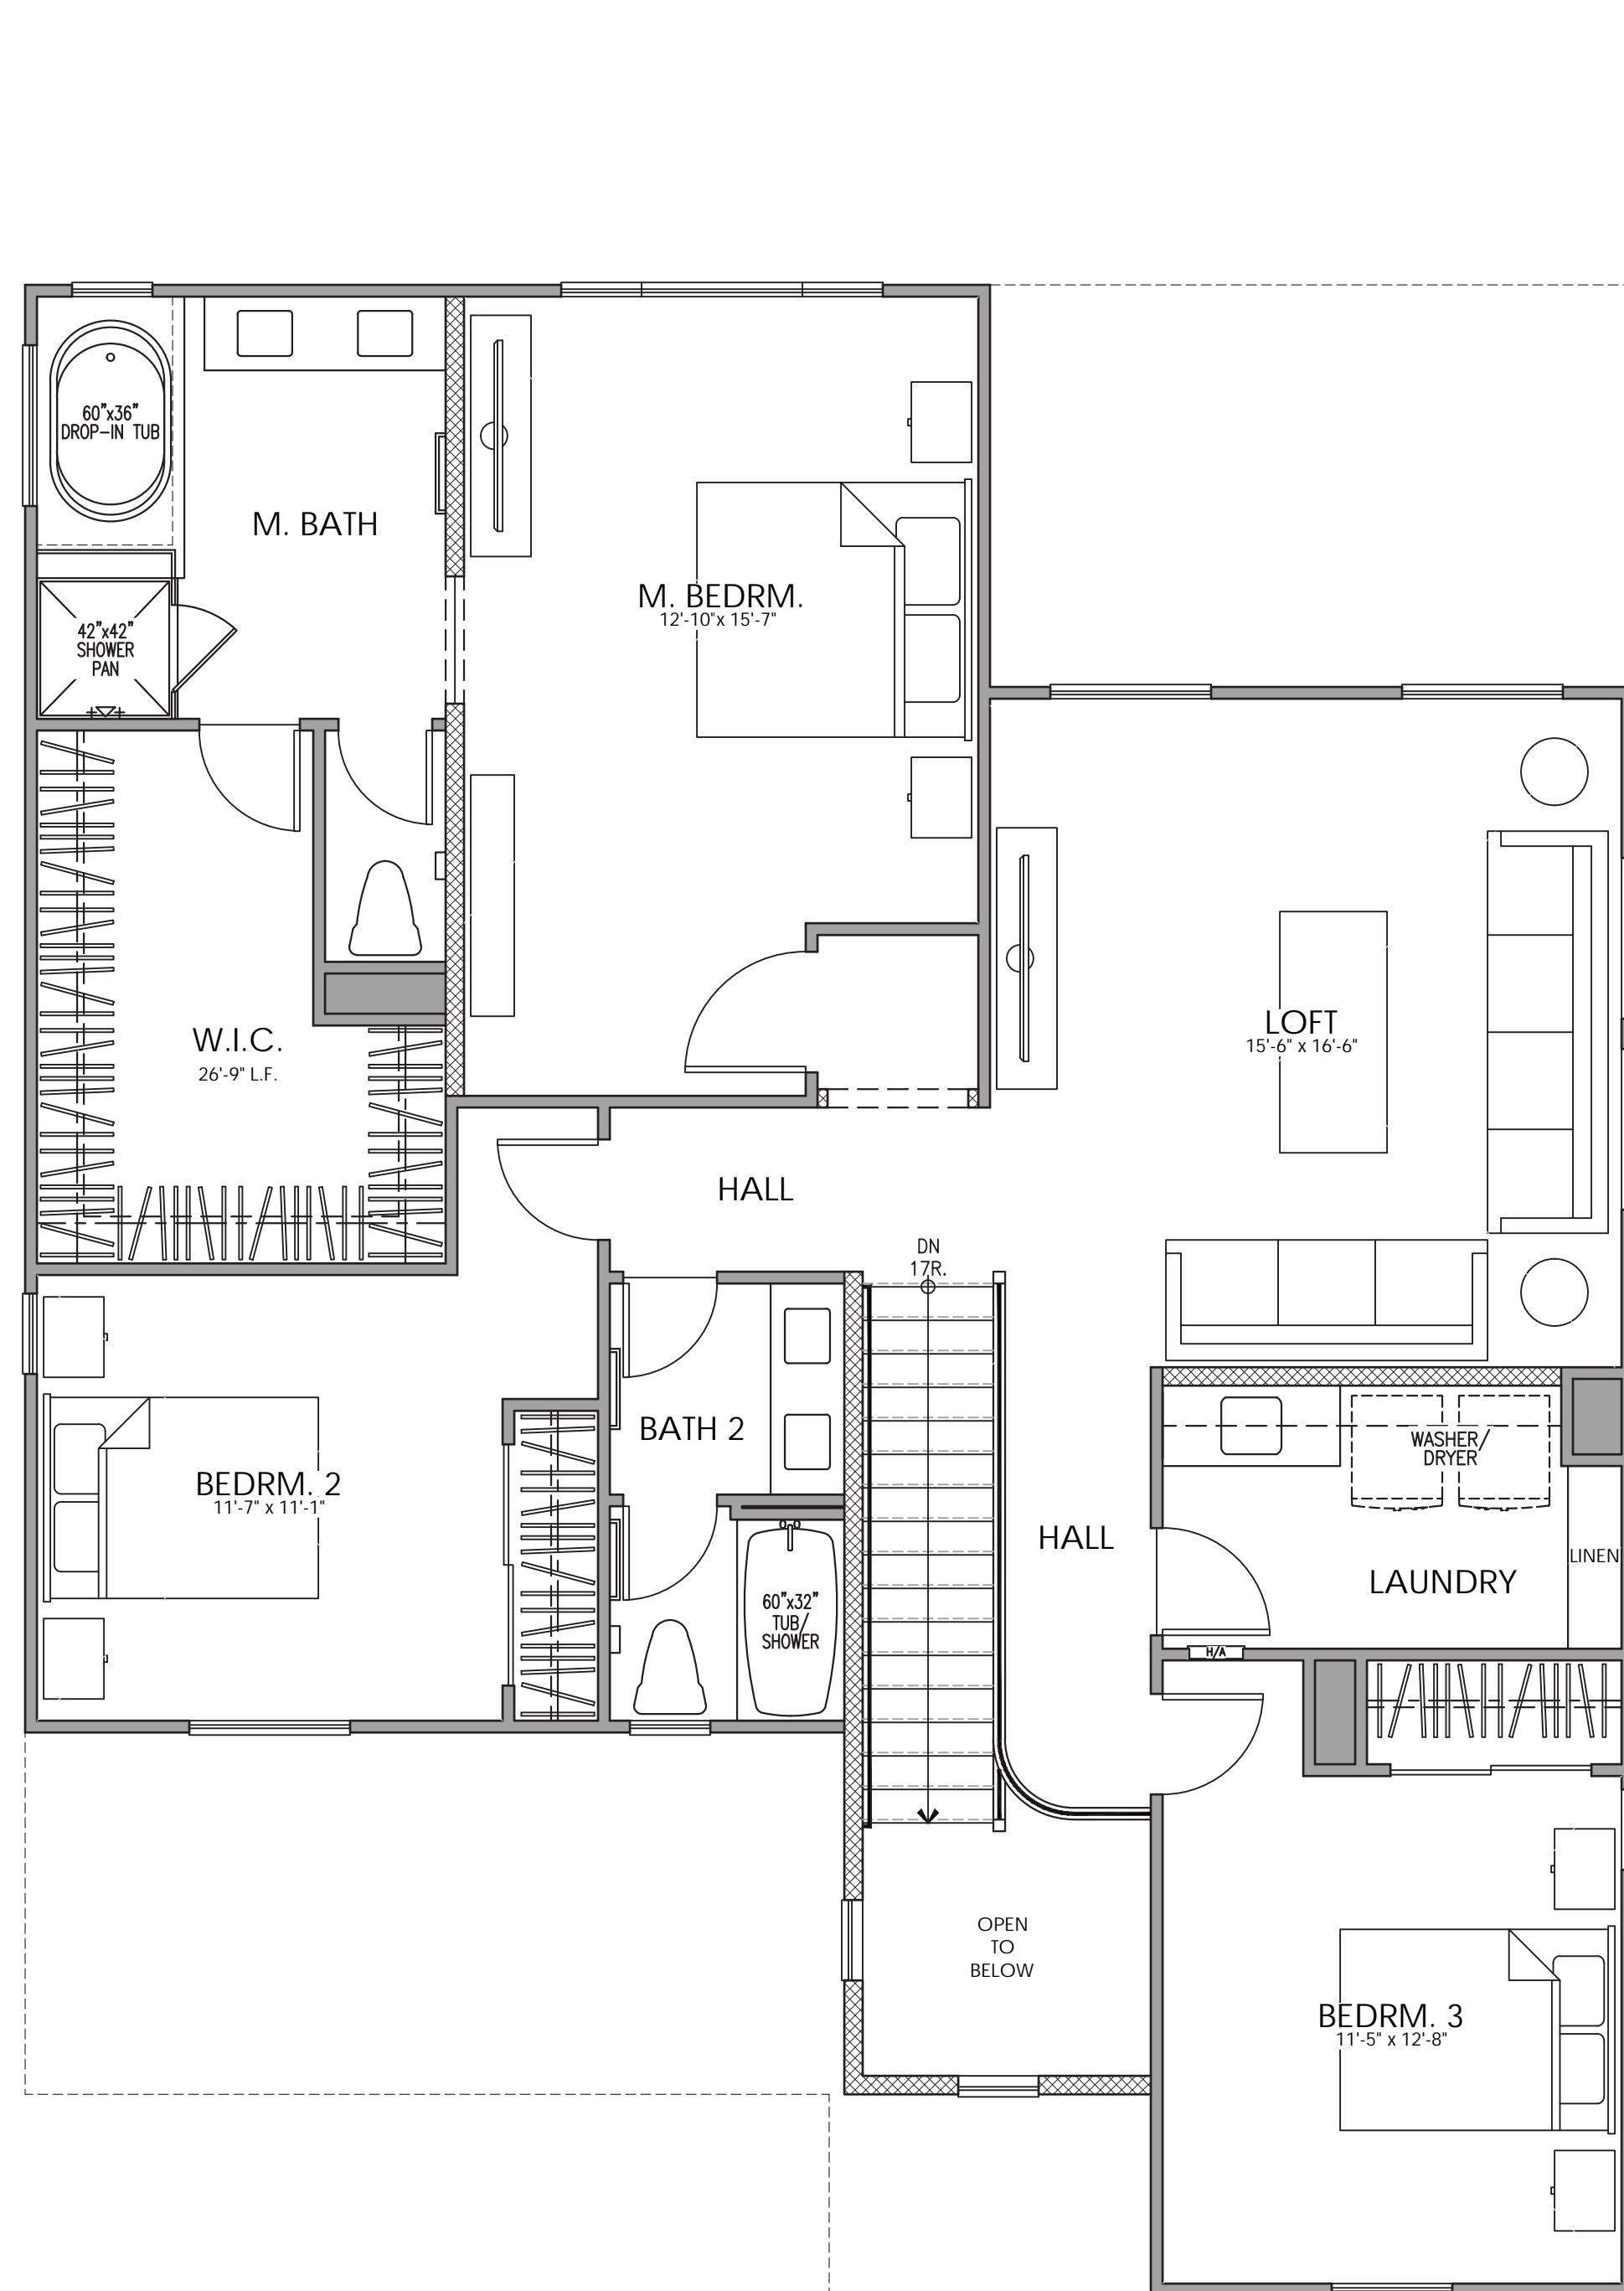 60"x36"
DROP-IN TUB
M. BATH
M. BEDRM.
12'-10"x 15'-7"
42"x42"
SHOWER
PAN
W.I.C.
26'-9" L.F.
LOFT
15'-6" x 16'-6"
HALL
DN
17R.
BATH 2
WASHER/
DRYER
BEDRM. 2
11'-7" x 11'-1"
HALL
LINEN
LAUNDRY
60"x32"
TUB/
SHOWER
H/A
OPEN
TO
BELOW
BEDRM. 3
11'-5" x 12'-8"